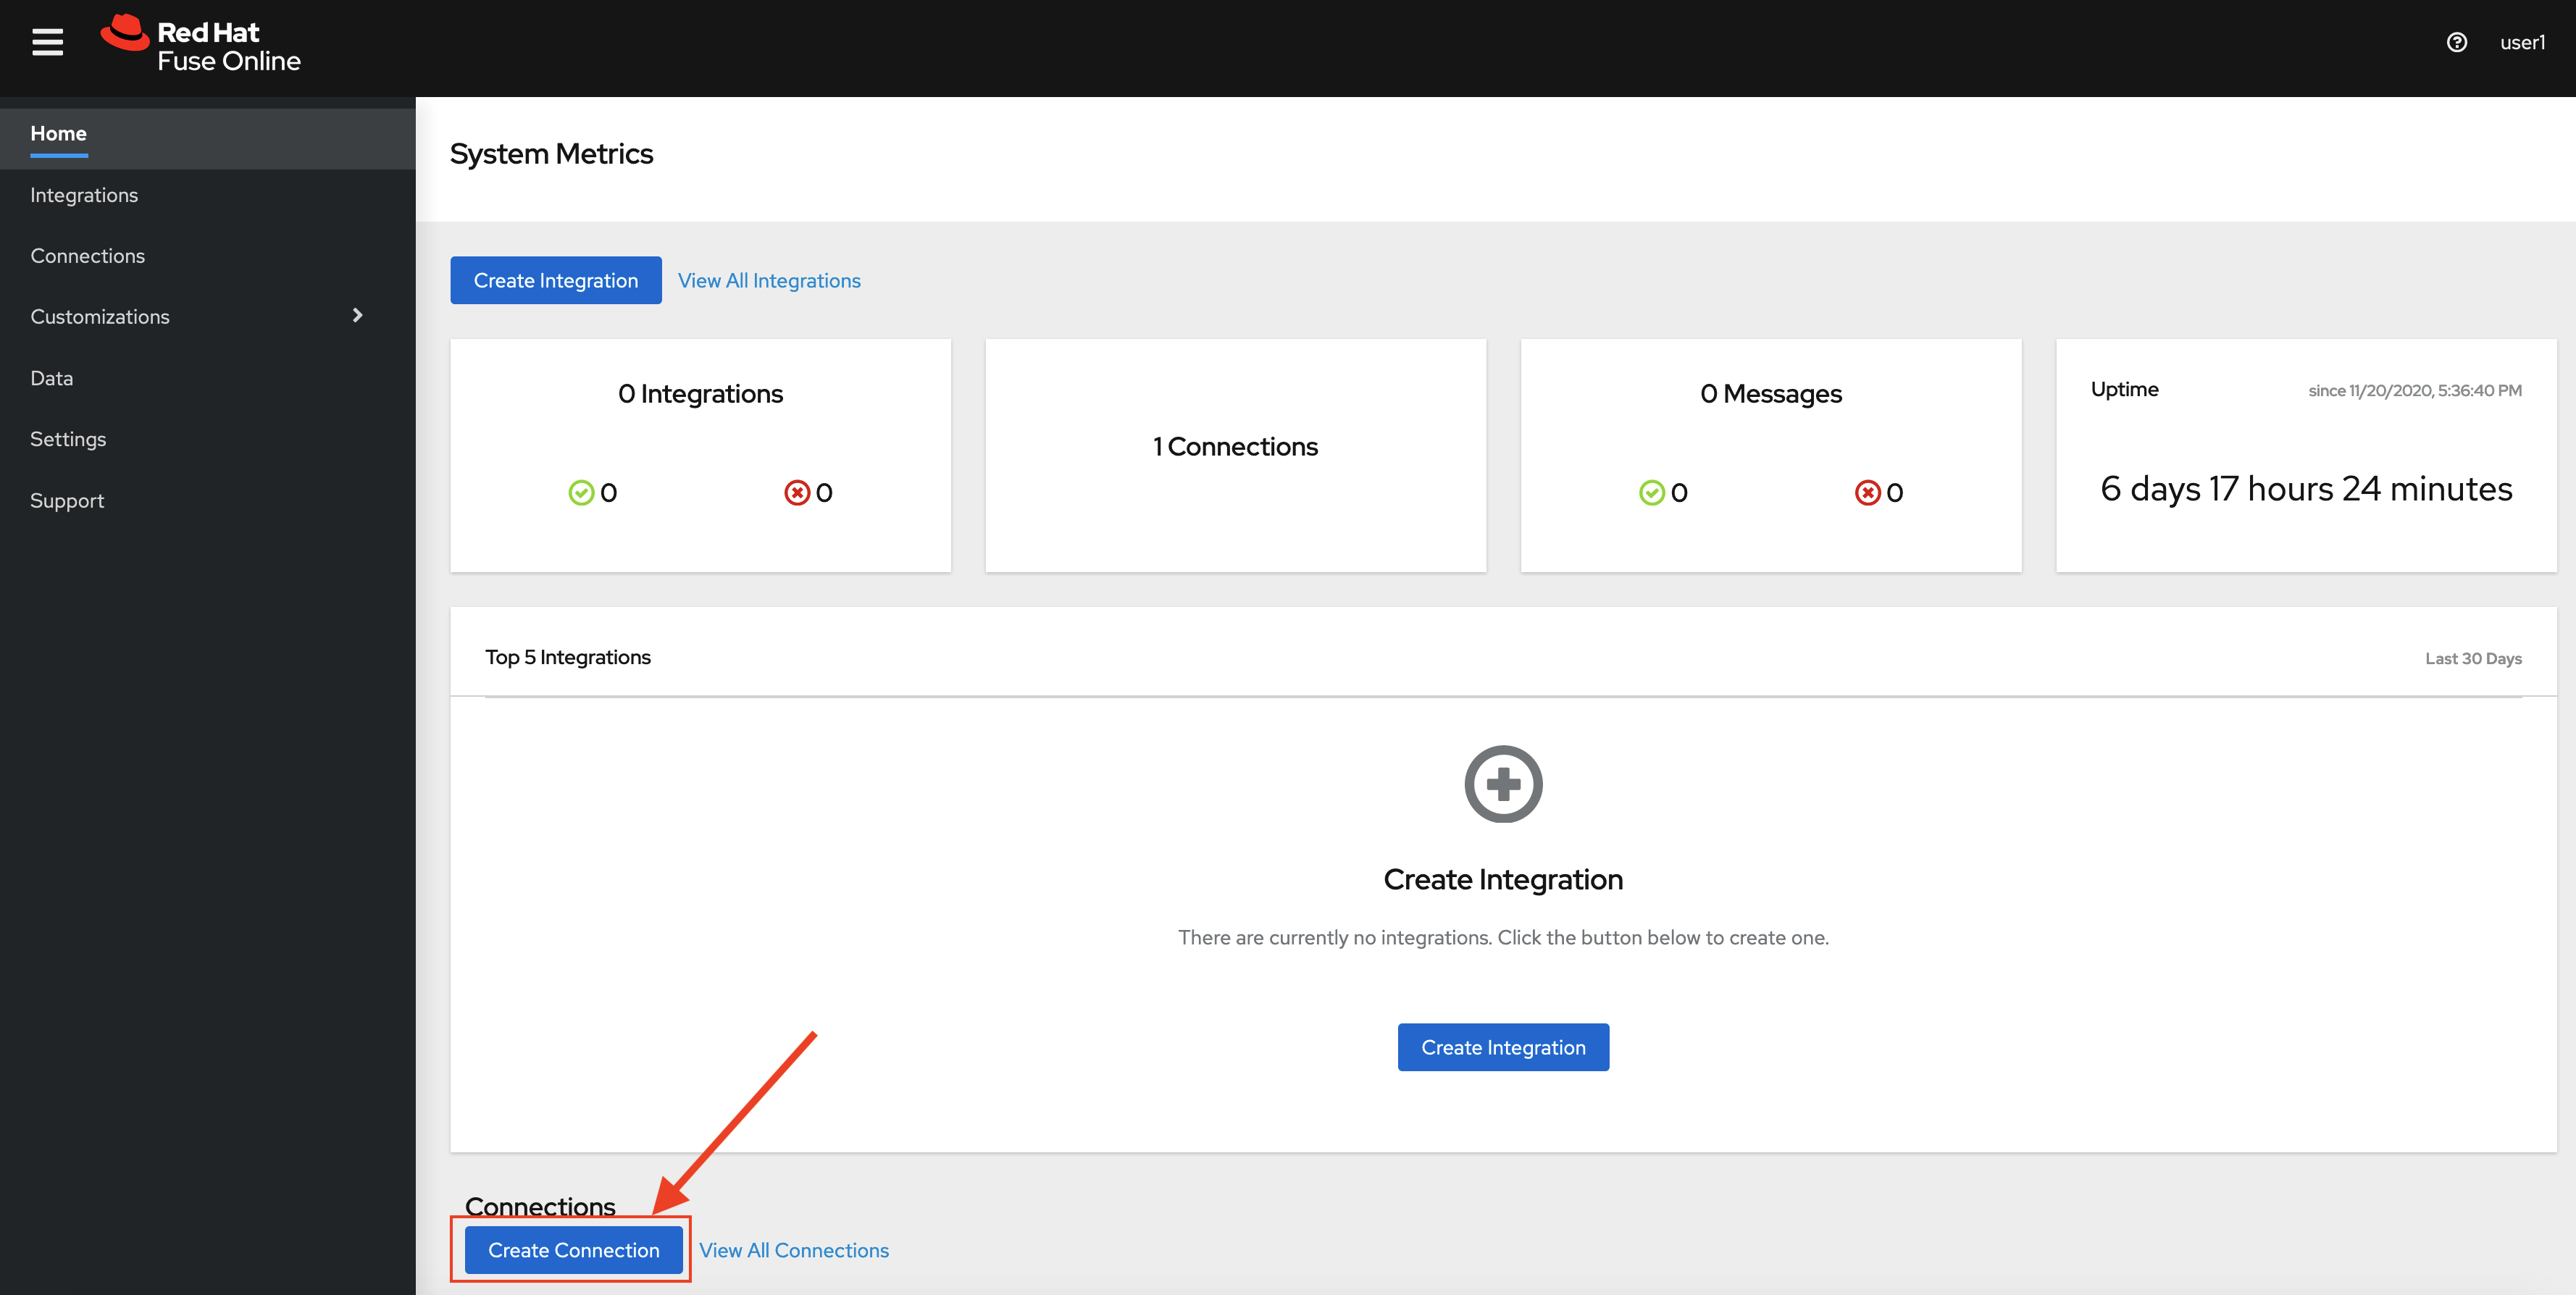 Red Hat
Fuse Online
user1
Home
Integrations
Connections
Customizations
Data
Settings
Support
System Metrics
Create Integration View All Integrations
0 Integrations
0 0
1 Connections
0 Messages
0 0
Uptime since 11/20/2020, 5:36:40 PM
6 days 17 hours 24 minutes
Top 5 Integrations Last 30 Days
Create Integration
There are currently no integrations. Click the button below to create one.
Create Integration
Connections
Create Connection View All Connections